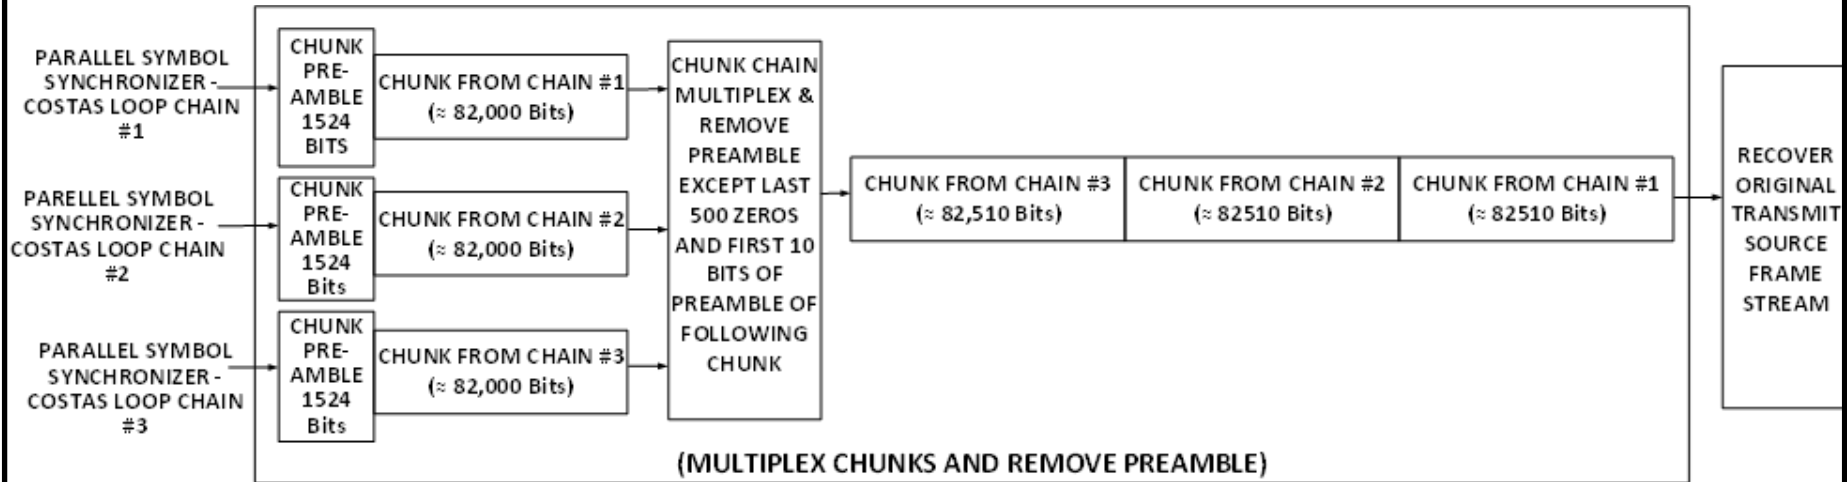 PARALLEL SYMBOL
SYNCHRONIZER -
COSTAS LOOP CHAIN
#1
CHUNK
PRE-
AMBLE
1524
BITS
CHUNK FROM CHAIN #1
(≈ 82,000 Bits)
PARELLEL SYMBOL
SYNCHRONIZER -
COSTAS LOOP CHAIN
#2
CHUNK
PRE-
AMBLE
1524
Bits
CHUNK FROM CHAIN #2
(≈ 82,000 Bits)
PARALLEL SYMBOL
SYNCHRONIZER -
COSTAS LOOP CHAIN
#3
CHUNK
PRE-
AMBLE
1524
Bits
CHUNK FROM CHAIN #3
(≈ 82,000 Bits)
CHUNK CHAIN
MULTIPLEX &
REMOVE
PREAMBLE
EXCEPT LAST
500 ZEROS
AND FIRST 10
BITS OF
PREAMBLE OF
FOLLOWING
CHUNK
CHUNK FROM CHAIN #3
(≈ 82,510 Bits)
CHUNK FROM CHAIN #2
(≈ 82510 Bits)
CHUNK FROM CHAIN #1
(≈ 82510 Bits)
RECOVER
ORIGINAL
TRANSMIT
SOURCE
FRAME
STREAM
(MULTIPLEX CHUNKS AND REMOVE PREAMBLE)